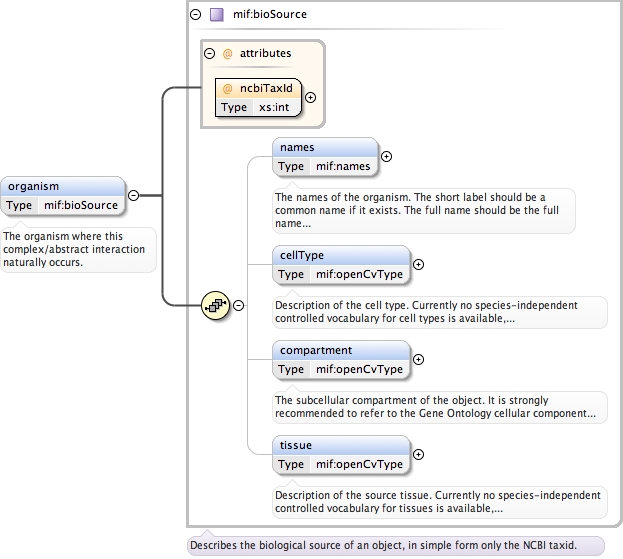 mif:bioSource
@ attributes
@ ncbiTaxId
Type xs:int
names
Type mif:names
The names of the organism. The short label should be a
common name if it exists. The full name should be the full
name...
organism
Type mif:bioSource
The organism where this
complex/abstract interaction
naturally occurs.
cellType
Type mif:openCvType
Description of the cell type. Currently no species-independent
controlled vocabulary for cell types is available,...
compartment
Type mif:openCvType
The subcellular compartment of the object. It is strongly
recommended to refer to the Gene Ontology cellular component...
tissue
Type mif:openCvType
Description of the source tissue. Currently no species-independent
controlled vocabulary for tissues is available,...
Describes the biological source of an object, in simple form only the NCBI taxid.